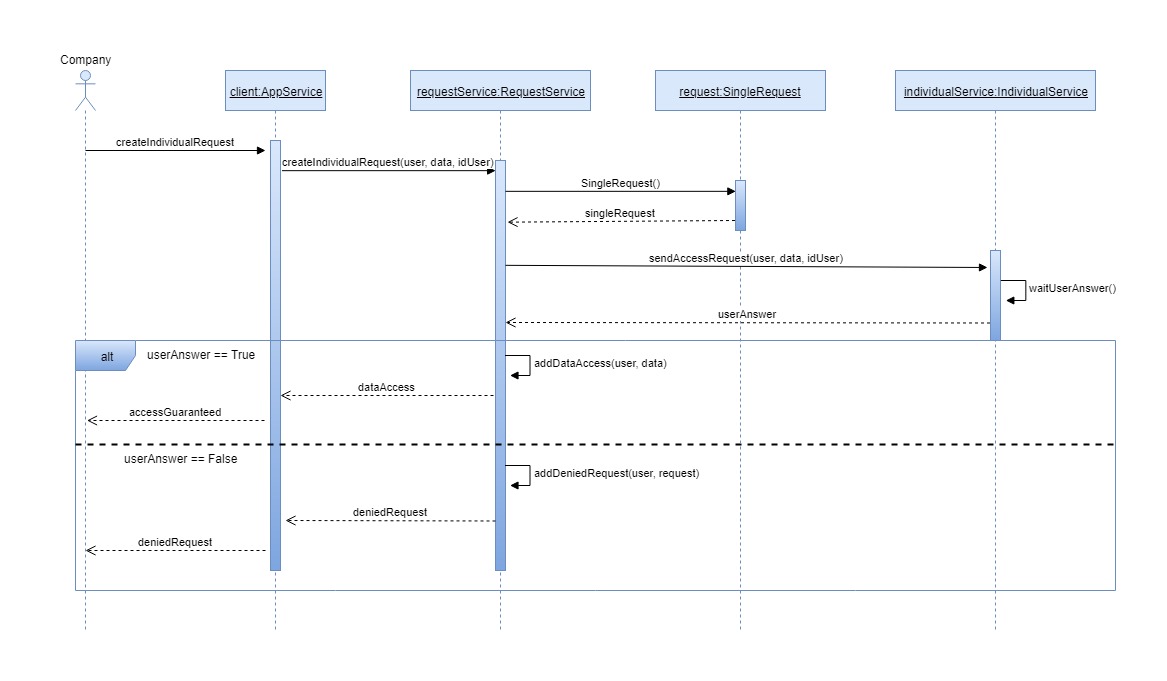 Company
client:AppService
requestService:RequestService
request:SingleRequest
individualService:IndividualService
createIndividualRequest
createIndividualRequest(user, data, idUser)
SingleRequest()
singleRequest
sendAccessRequest(user, data, idUser)
waitUserAnswer()
userAnswer
alt
userAnswer == True
addDataAccess(user, data)
dataAccess
accessGuaranteed
userAnswer == False
addDeniedRequest(user, request)
deniedRequest
deniedRequest